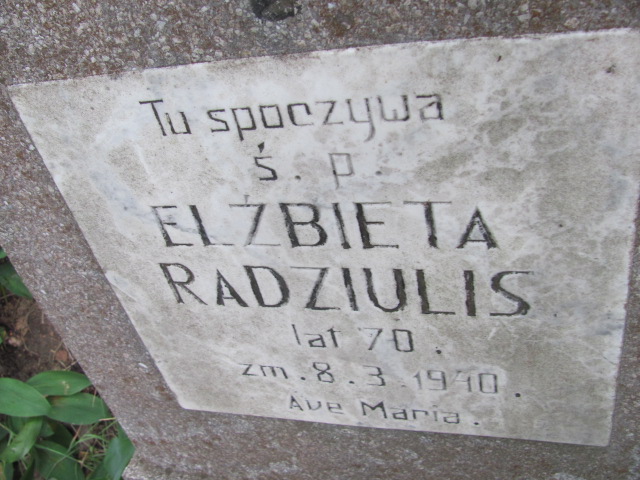 Tu spoczywa
ś. p.
ELŻBIETA
RADZIULIS
lat 70.
zm. 8.3.1940.
Ave Maria.